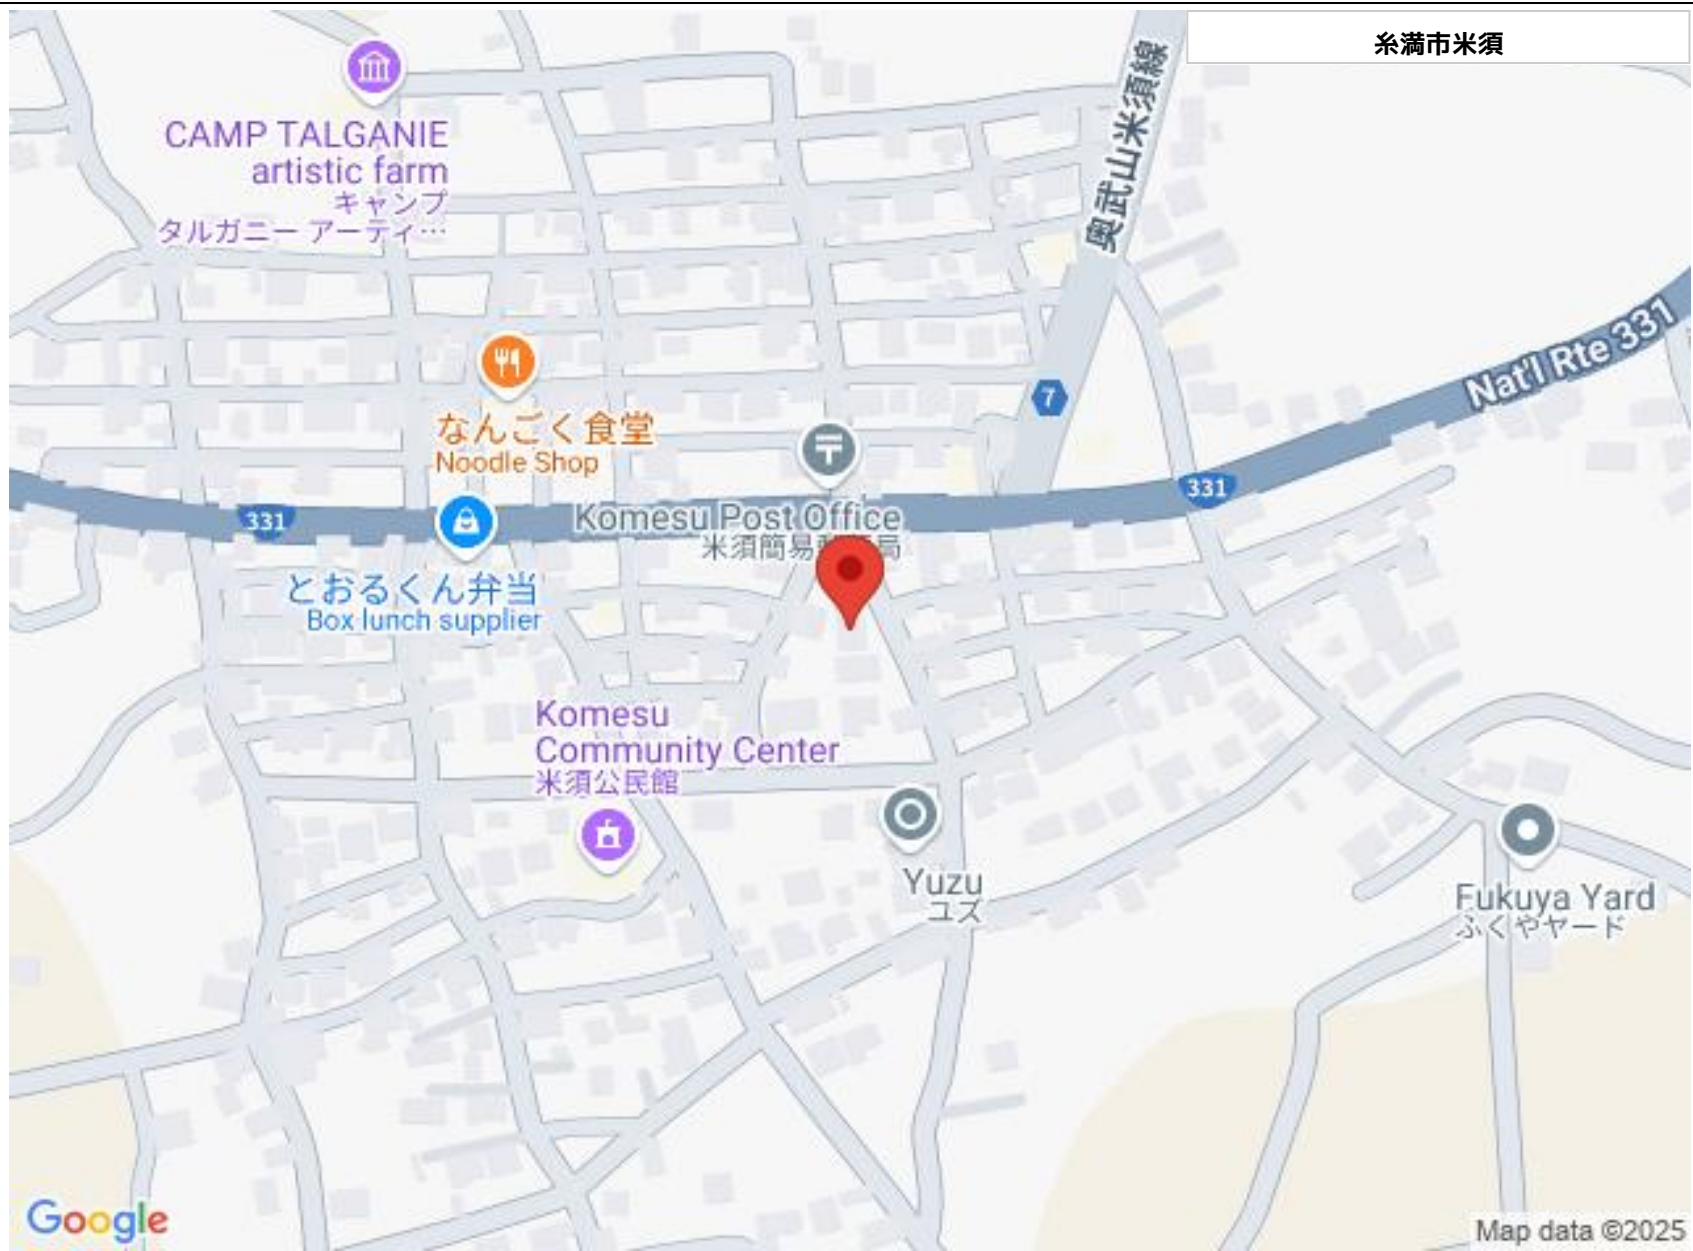 糸満市米須
CAMP TALGANIE
artistic farm
キャンプ
タルガニー アーティ…
奥武山米須線
Nat'l Rte 331
なんごく食堂
Noodle Shop
7
331
331
Komesu Post Office
米須簡易郵便局
とおるくん弁当
Box lunch supplier
Komesu
Community Center
米須公民館
Yuzu
ユズ
Fukuya Yard
ふくやヤード
Google
Map data ©2025